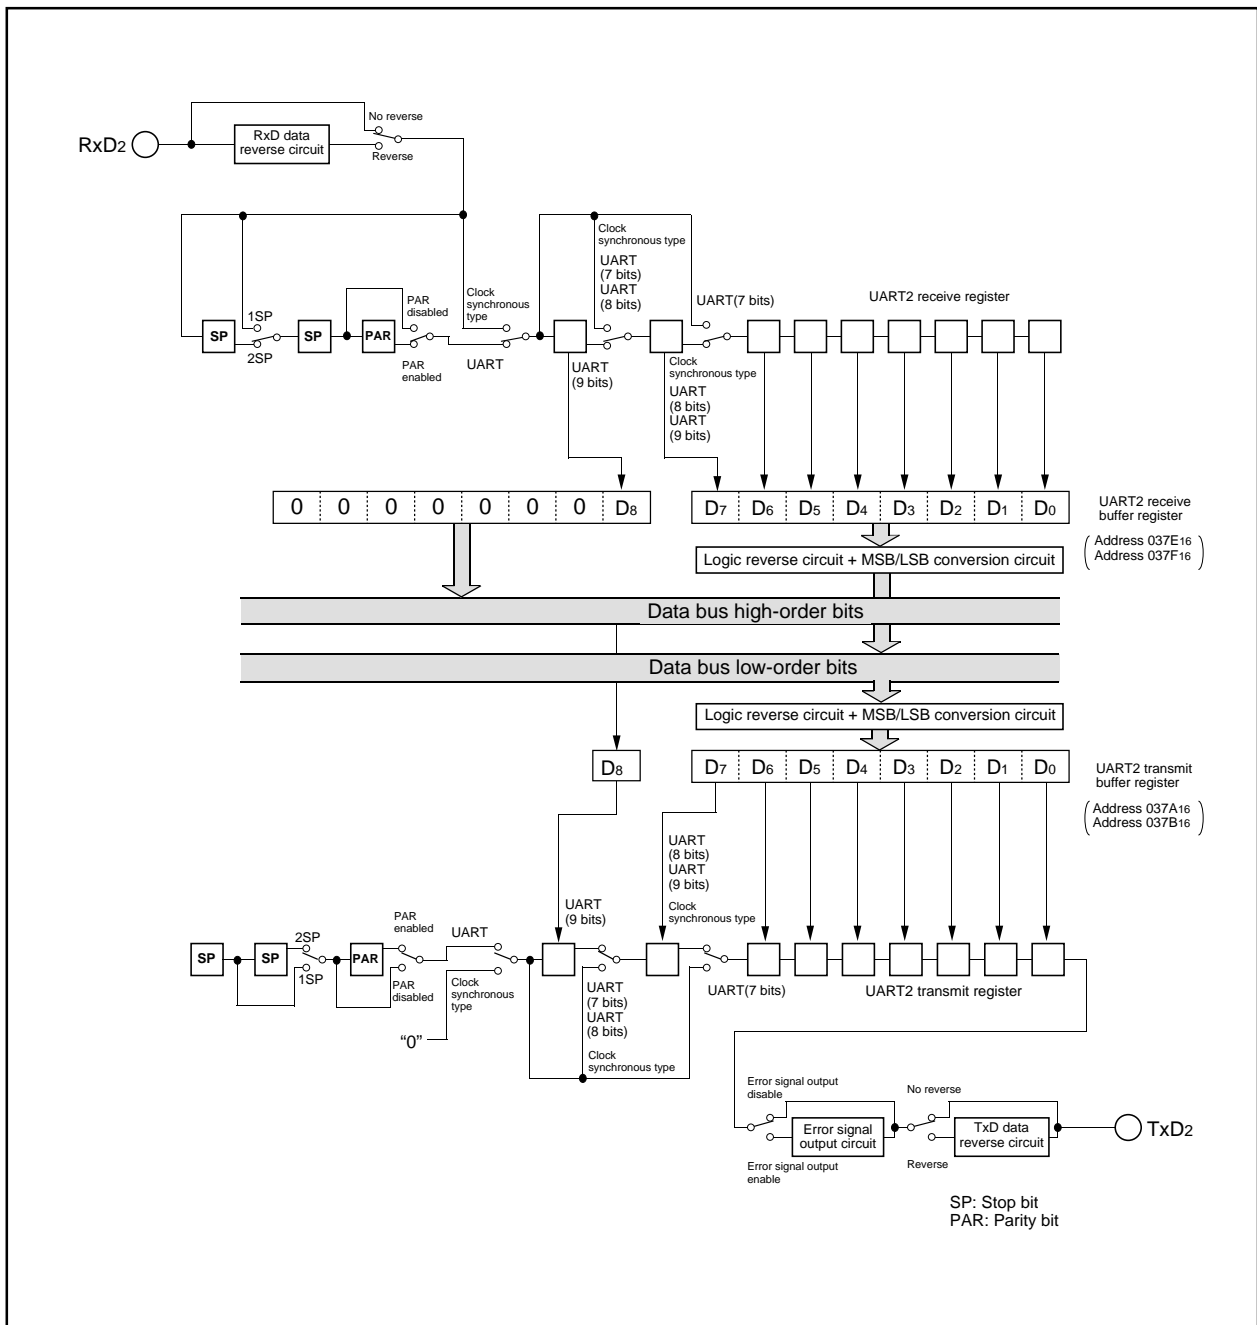 No reverse
RxD2
RxD data
reverse circuit
Reverse
Clock
synchronous type
UART
(7 bits)
UART
(8 bits)
PAR
disabled
Clock
synchronous
type
UART(7 bits)
UART2 receive register
1SP
SP
SP
PAR
2SP
PAR
enabled
UART
UART
(9 bits)
Clock
synchronous type
UART
(8 bits)
UART
(9 bits)
0 0 0 0 0 0 0 D8
D7 D6 D5 D4 D3 D2 D1 D0
UART2 receive
buffer register
Address 037E16
Address 037F16
Logic reverse circuit + MSB/LSB conversion circuit
Data bus high-order bits
Data bus low-order bits
Logic reverse circuit + MSB/LSB conversion circuit
D8
D7 D6 D5 D4 D3 D2 D1 D0
UART2 transmit
buffer register
Address 037A16
Address 037B16
UART
(8 bits)
UART
(9 bits)
Clock
synchronous type
UART
(9 bits)
PAR
enabled
UART
2SP
SP
SP
PAR
1SP
PAR
disabled
Clock
synchronous
type
“0”
UART
(7 bits)
UART
(8 bits)
Clock
synchronous type
UART(7 bits)
UART2 transmit register
Error signal output
disable
No reverse
Error signal
output circuit
TxD data
reverse circuit
TxD2
Error signal output
enable
Reverse
SP: Stop bit
PAR: Parity bit